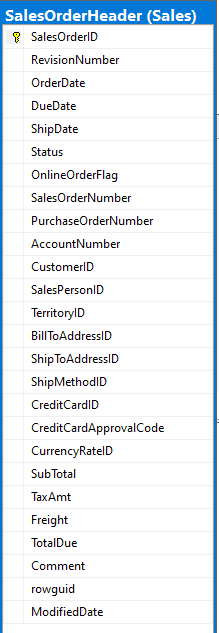 SalesOrderHeader (Sales)
SalesOrderID
RevisionNumber
OrderDate
DueDate
ShipDate
Status
OnlineOrderFlag
SalesOrderNumber
PurchaseOrderNumber
AccountNumber
CustomerID
SalesPersonID
TerritoryID
BillToAddressID
ShipToAddressID
ShipMethodID
CreditCardID
CreditCardApprovalCode
CurrencyRateID
SubTotal
TaxAmt
Freight
TotalDue
Comment
rowguid
ModifiedDate